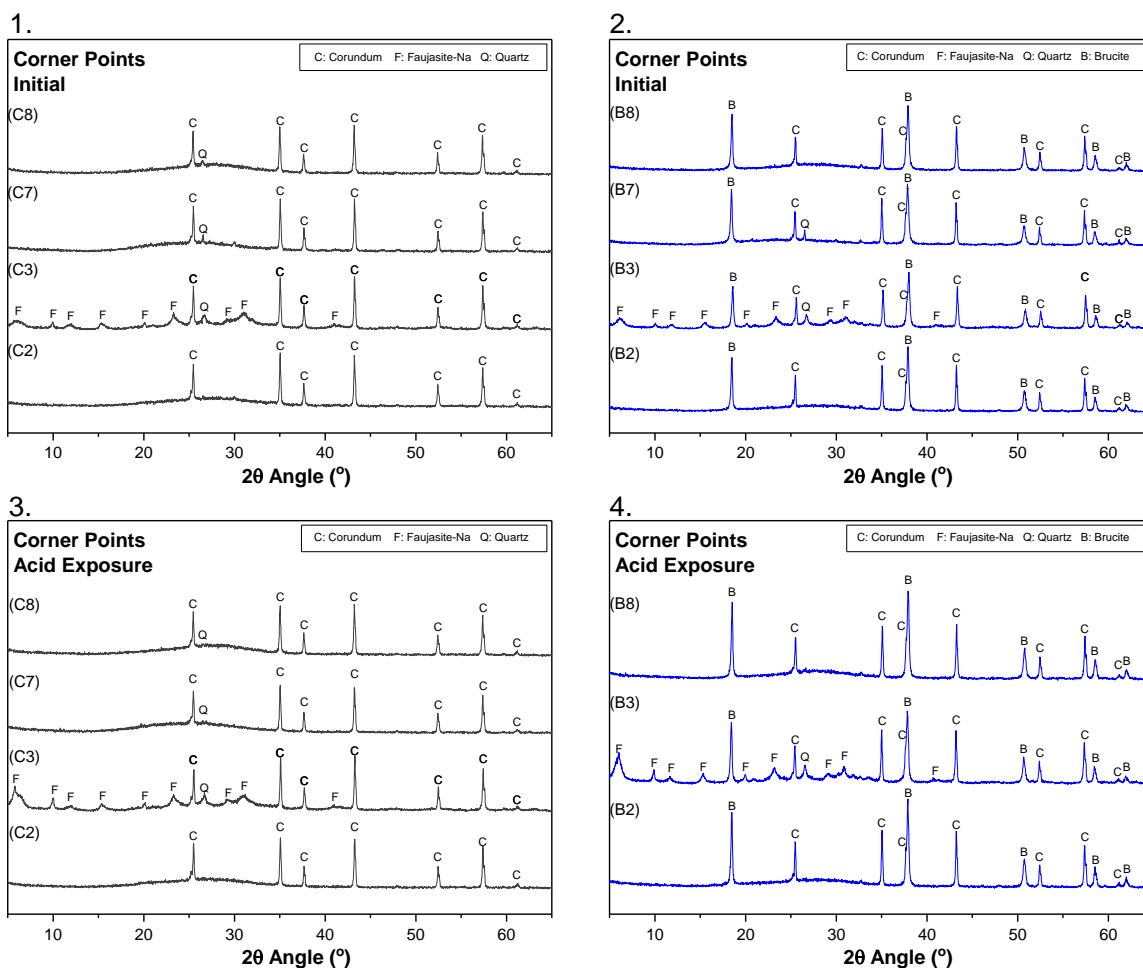 1.
Corner Points
Initial
C: Corundum F: Faujasite-Na Q: Quartz
(C8) C Q C C C C C C
(C7) C Q C C C C C C
(C3) F F F F F F C Q F F C C F C C C C
(C2) C C C C C C C
10 20 30 40 50 60
2θ Angle (°)
2.
Corner Points
Initial
C: Corundum F: Faujasite-Na Q: Quartz B: Brucite
(B8) B C C C B C B C C B C B
(B7) B C Q C C B C B C C B C B
(B3) F F F F B F F C Q F F C C B F C B C C B C B
(B2) B C C C B C B C C B C B
10 20 30 40 50 60
2θ Angle (°)
3.
Corner Points
Acid Exposure
C: Corundum F: Faujasite-Na Q: Quartz
(C8) C Q C C C C C C
(C7) C Q C C C C C C
(C3) F F F F F F C Q F F C C F C C C C
(C2) C C C C C C C
10 20 30 40 50 60
2θ Angle (°)
4.
Corner Points
Acid Exposure
C: Corundum F: Faujasite-Na Q: Quartz B: Brucite
(B8) B C C C B C B C C B C B
(B3) F F F F B F F C Q F F C C B F C B C C B C B
(B2) B C C C B C B C C B C B
10 20 30 40 50 60
2θ Angle (°)